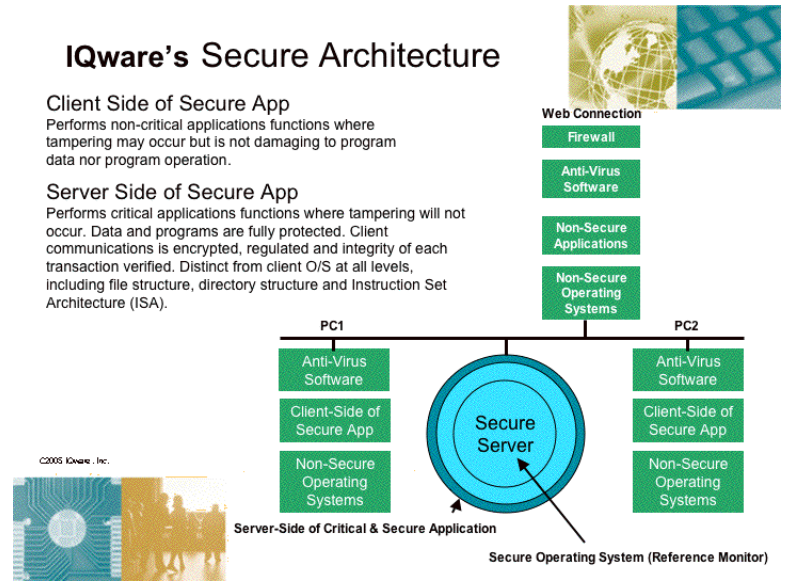 IQware's Secure Architecture
Client Side of Secure App
Performs non-critical applications functions where
tampering may occur but is not damaging to program
data nor program operation.
Server Side of Secure App
Performs critical applications functions where tampering will not
occur. Data and programs are fully protected. Client
communications is encrypted, regulated and integrity of each
transaction verified. Distinct from client O/S at all levels,
including file structure, directory structure and Instruction Set
Architecture (ISA).
Web Connection
Firewall
Anti-Virus
Software
Non-Secure
Applications
Non-Secure
Operating
Systems
PC1
Anti-Virus
Software
Client-Side of
Secure App
Non-Secure
Operating
Systems
Secure
Server
PC2
Anti-Virus
Software
Client-Side of
Secure App
Non-Secure
Operating
Systems
©2005 IQware, Inc.
Server-Side of Critical & Secure Application
Secure Operating System (Reference Monitor)